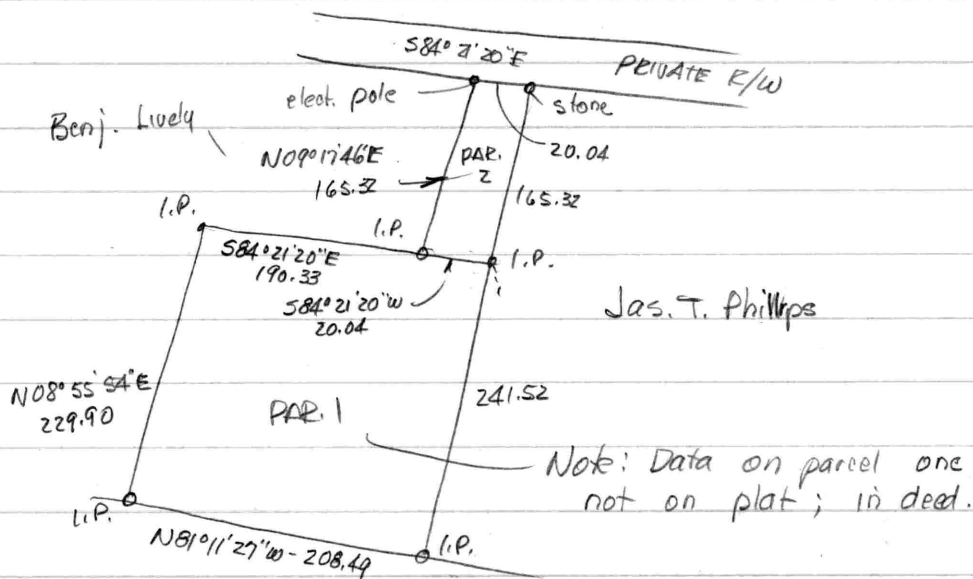 S84° 21' 20" E
PRIVATE R/W
elect. pole
stone
Benj. Lively
N09°17'46"E
165.32
PAR.
2
20.04
165.32
I.P.
I.P.
I.P.
S84°21'20"E
190.33
S84°21'20"W
20.04
Jas. T. Phillips
N08°55'54"E
229.90
PAR. 1
241.52
Note: Data on parcel one
not on plat; in deed.
I.P.
N81°11'27"W - 208.49
I.P.